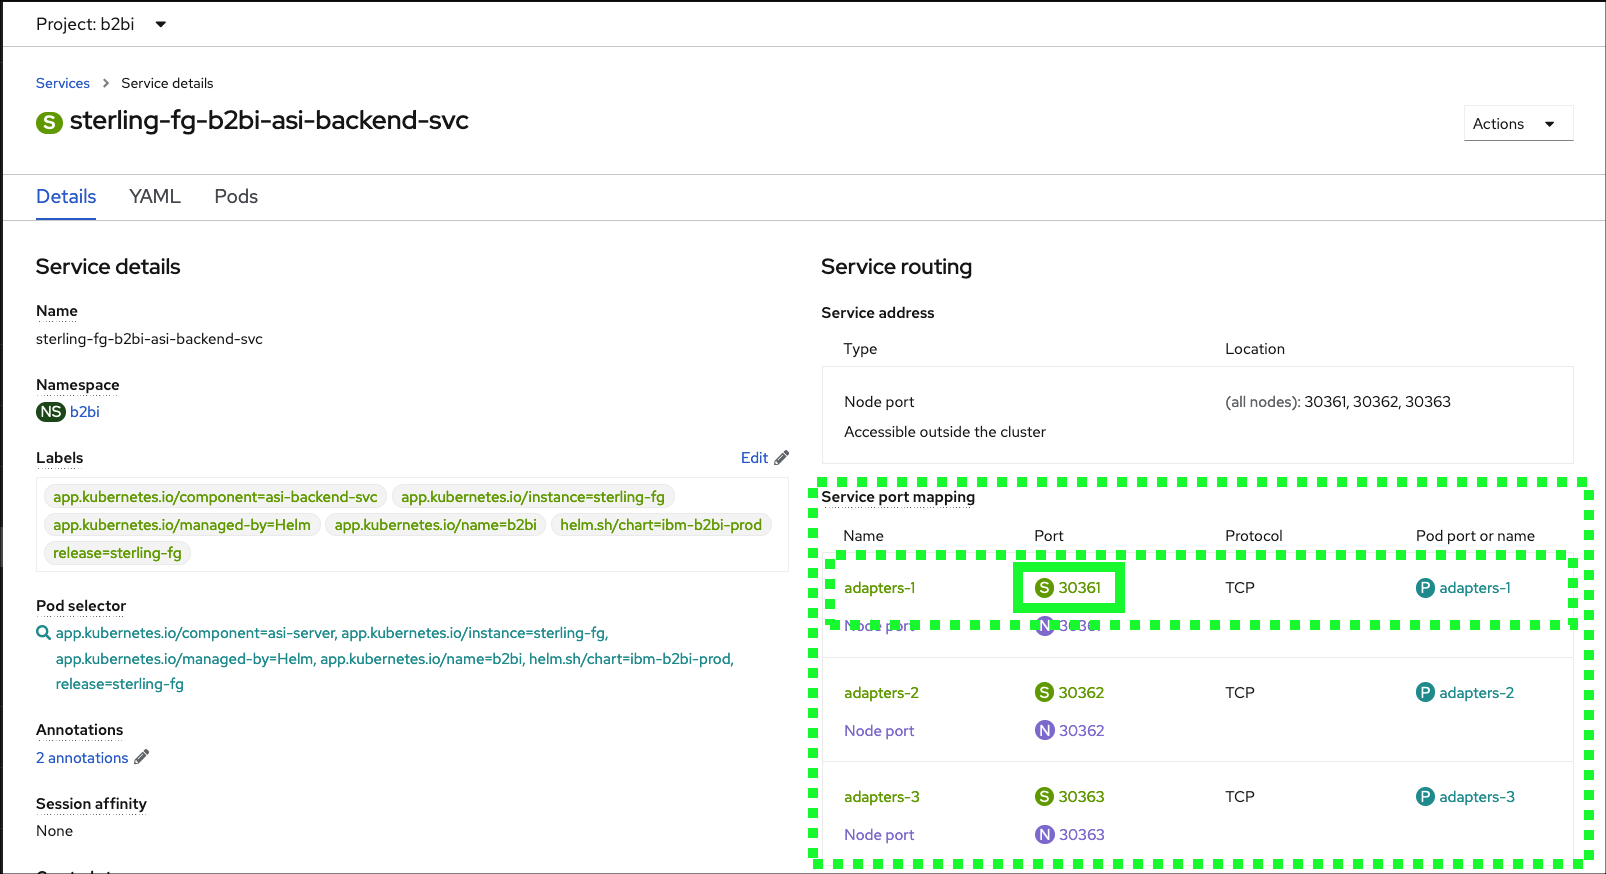 Project: b2bi
Services > Service details
S sterling-fg-b2bi-asi-backend-svc
Actions
Details YAML Pods
Service details
Name
sterling-fg-b2bi-asi-backend-svc
Namespace
NS b2bi
Labels
Edit
app.kubernetes.io/component=asi-backend-svc app.kubernetes.io/instance=sterling-fg
app.kubernetes.io/managed-by=Helm app.kubernetes.io/name=b2bi helm.sh/chart=ibm-b2bi-prod
release=sterling-fg
Pod selector
app.kubernetes.io/component=asi-server, app.kubernetes.io/instance=sterling-fg,
app.kubernetes.io/managed-by=Helm, app.kubernetes.io/name=b2bi, helm.sh/chart=ibm-b2bi-prod,
release=sterling-fg
Annotations
2 annotations
Session affinity
None
Service routing
Service address
Type Location
Node port (all nodes): 30361, 30362, 30363
Accessible outside the cluster
Service port mapping
Name Port Protocol Pod port or name
adapters-1 S 30361 TCP P adapters-1
Node port N 30361
adapters-2 S 30362 TCP P adapters-2
Node port N 30362
adapters-3 S 30363 TCP P adapters-3
Node port N 30363